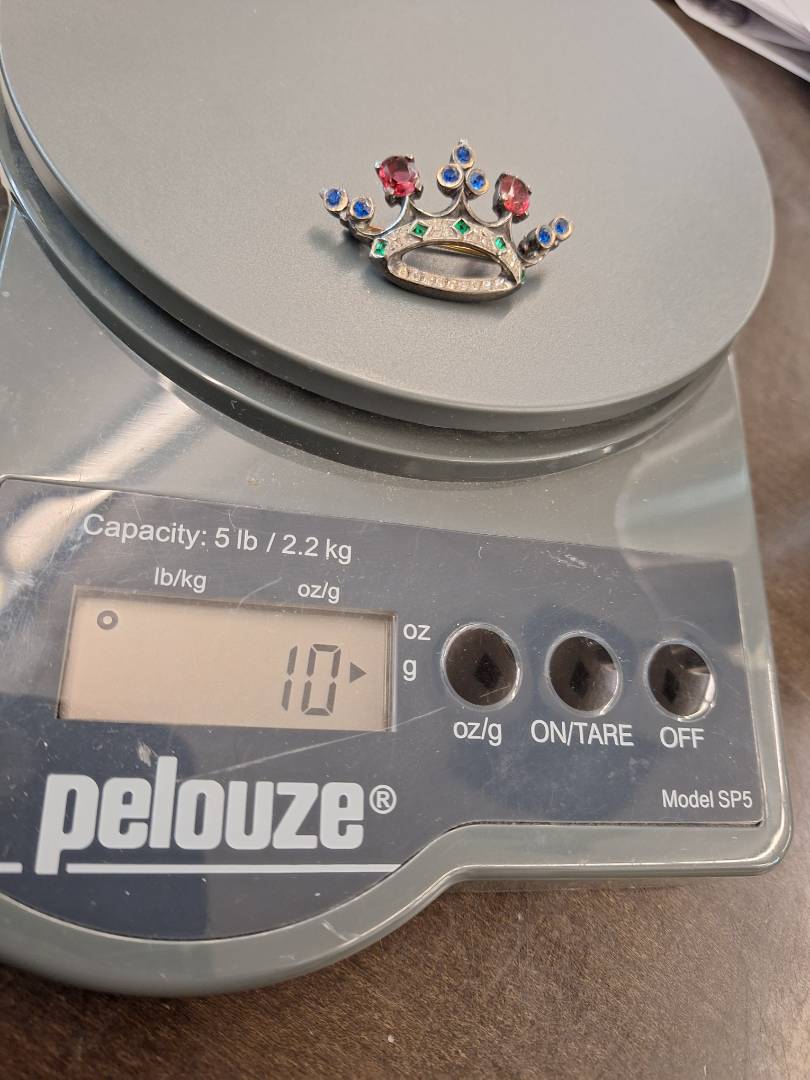 Capacity: 5 lb / 2.2 kg
lb/kg oz/g
10
oz
g
oz/g ON/TARE OFF
Model SP5
pelouze®